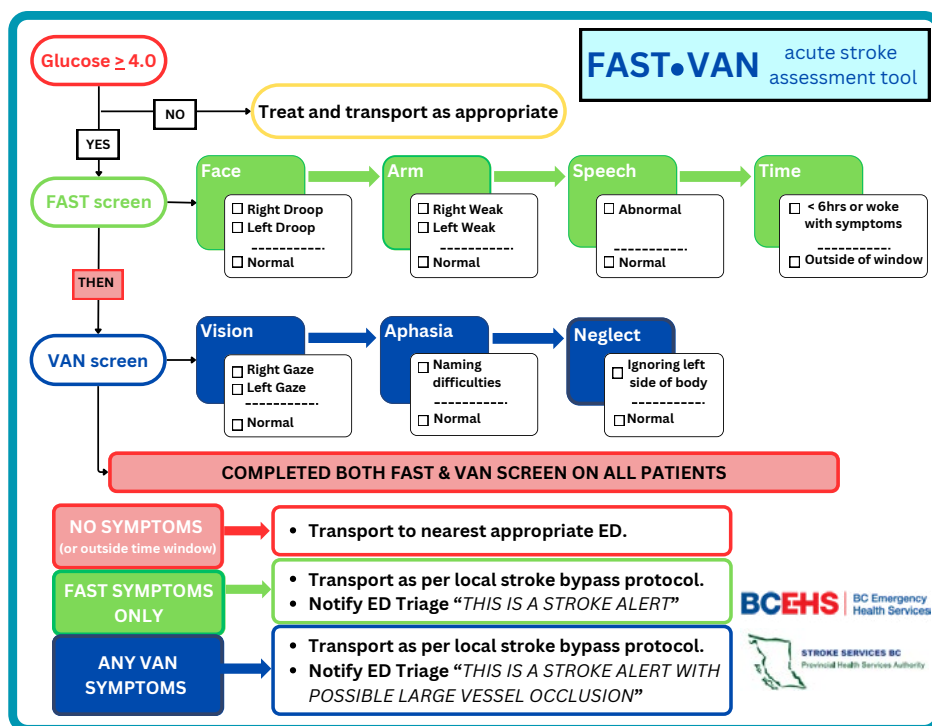 Glucose ≥ 4.0
FAST•VAN
acute stroke
assessment tool
NO
Treat and transport as appropriate
YES
FAST screen
Face
Right Droop
Left Droop
----------
Normal
Arm
Right Weak
Left Weak
----------
Normal
Speech
Abnormal
----------
Normal
Time
< 6hrs or woke
with symptoms
----------
Outside of window
THEN
VAN screen
Vision
Right Gaze
Left Gaze
----------
Normal
Aphasia
Naming
difficulties
----------
Normal
Neglect
Ignoring left
side of body
----------
Normal
COMPLETED BOTH FAST & VAN SCREEN ON ALL PATIENTS
NO SYMPTOMS
(or outside time window)
• Transport to nearest appropriate ED.
FAST SYMPTOMS
ONLY
• Transport as per local stroke bypass protocol.
• Notify ED Triage “THIS IS A STROKE ALERT”
ANY VAN
SYMPTOMS
• Transport as per local stroke bypass protocol.
• Notify ED Triage “THIS IS A STROKE ALERT WITH
POSSIBLE LARGE VESSEL OCCLUSION”
BCEHS
BC Emergency
Health Services
STROKE SERVICES BC
Provincial Health Services Authority